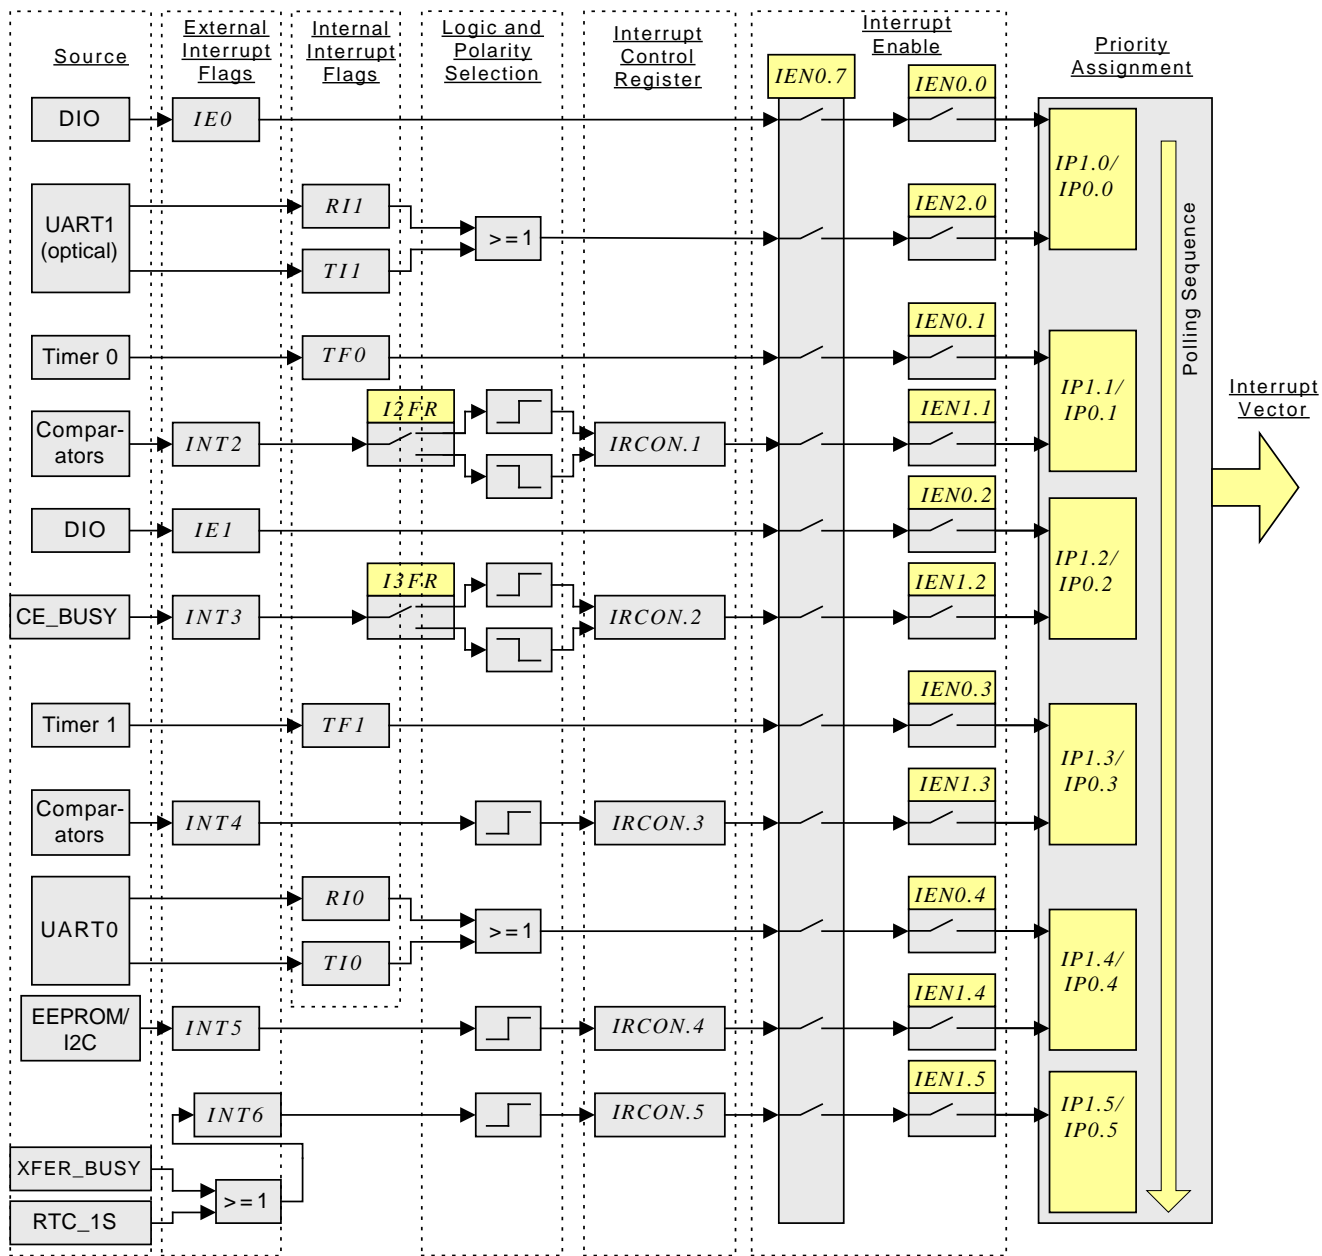 Source
External
Interrupt
Flags
Internal
Interrupt
Flags
Logic and
Polarity
Selection
Interrupt
Control
Register
Interrupt
Enable
Priority
Assignment
IEN0.7
IEN0.0
DIO
IE0
IP1.0/
IP0.0
UART1
(optical)
RI1
TI1
>=1
IEN2.0
Polling Sequence
Timer 0
TF0
IEN0.1
IP1.1/
IP0.1
Compar-
ators
INT2
I2FR
IRCON.1
IEN1.1
Interrupt
Vector
DIO
IE1
IEN0.2
IP1.2/
IP0.2
CE_BUSY
INT3
I3FR
IRCON.2
IEN1.2
Timer 1
TF1
IEN0.3
IP1.3/
IP0.3
Compar-
ators
INT4
IRCON.3
IEN1.3
UART0
RI0
TI0
>=1
IEN0.4
IP1.4/
IP0.4
EEPROM/
I2C
INT5
IRCON.4
IEN1.4
INT6
IRCON.5
IEN1.5
IP1.5/
IP0.5
XFER_BUSY
RTC_1S
>=1